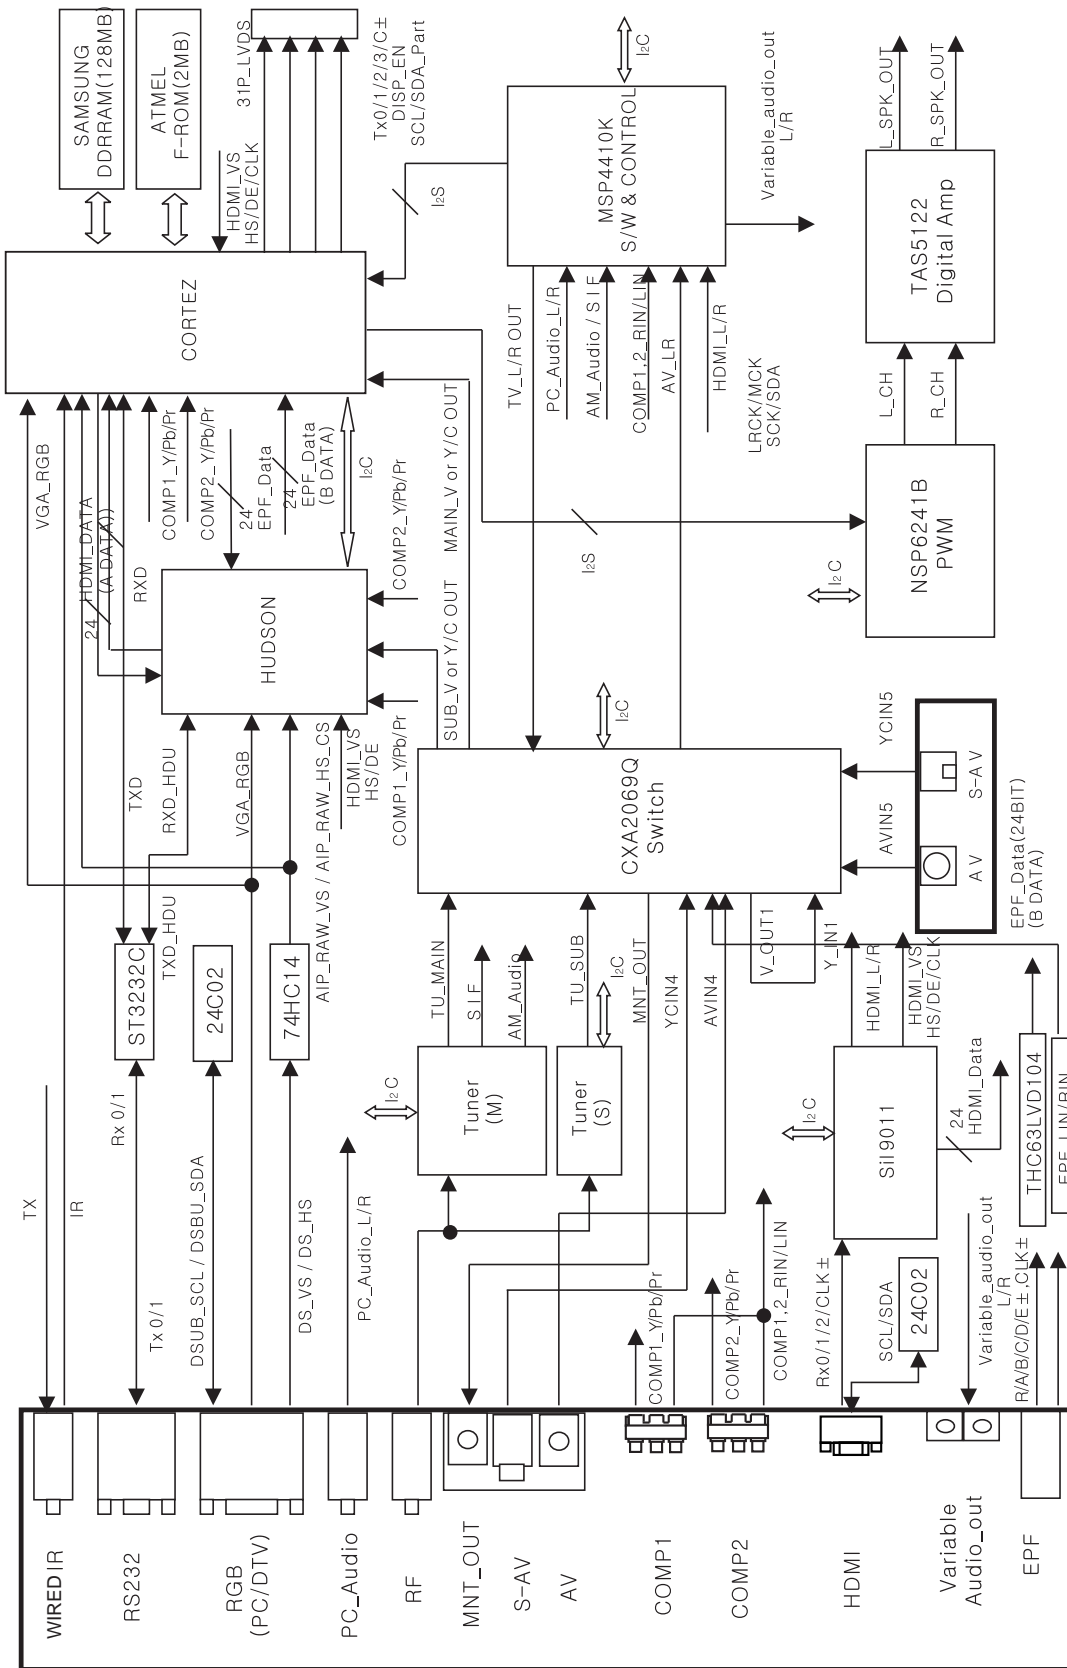 WIRED IR
RS232
RGB
(PC/DTV)
PC_Audio
RF
MNT_OUT
S-AV
AV
COMP1
COMP2
HDMI
Variable
Audio_out
EPF
TX
IR
Rx 0/1
Tx 0/1
DSUB_SCL / DSBU_SDA
DS_VS / DS_HS
PC_Audio_L/R
COMP1_Y/Pb/Pr
COMP2_Y/Pb/Pr
COMP1,2_RIN/LIN
Rx0/1/2/CLK±
SCL/SDA
24C02
Variable_audio_out
L/R
R/A/B/C/D/E±,CLK±
ST3232C
24C02
74HC14
I2C
Tuner
(M)
Tuner
(S)
I2C
Sil 9011
I2C
24
HDMI_Data
THC63LVD104
EPF_LIN/RIN
TXD
TXD_HDU
RXD_HDU
VGA_RGB
AIP_RAW_VS / AIP_RAW_HS_CS
HDMI_VS
HS/DE
COMP1_Y/Pb/Pr
TU_MAIN
SIF
AM_Audio
TU_SUB
MNT_OUT
YCIN4
AVIN4
V_OUT1
Y_IN1
HDMI_L/R
HDMI_VS
HS/DE/CLK
EPF_Data(24BIT)
(B DATA)
CXA2069Q
Switch
I2C
AVIN5
YCIN5
AV
S-AV
HUDSON
VGA_RGB
24
HDMI_DATA
(A DATA))
RXD
COMP1_Y/Pb/Pr
COMP2_Y/Pb/Pr
24
EPF_Data
24
EPF_Data
(B DATA)
I2C
COMP2_Y/Pb/Pr
SUB_V or Y/C OUT
MAIN_V or Y/C OUT
TV_L/R OUT
PC_Audio_L/R
AM_Audio / SIF
COMP1,2_RIN/LIN
AV_LR
HDMI_L/R
LRCK/MCK
SCK/SDA
I2S
I2C
NSP6241B
PWM
L_CH
R_CH
TAS5122
Digital Amp
L_SPK_OUT
R_SPK_OUT
CORTEZ
SAMSUNG
DDRRAM(128MB)
ATMEL
F-ROM(2MB)
HDMI_VS
HS/DE/CLK
31P_LVDS
Tx0/1/2/3/C±
DISP_EN
SCL/SDA_Part
I2S
MSP4410K
S/W & CONTROL
I2C
Variable_audio_out
L/R